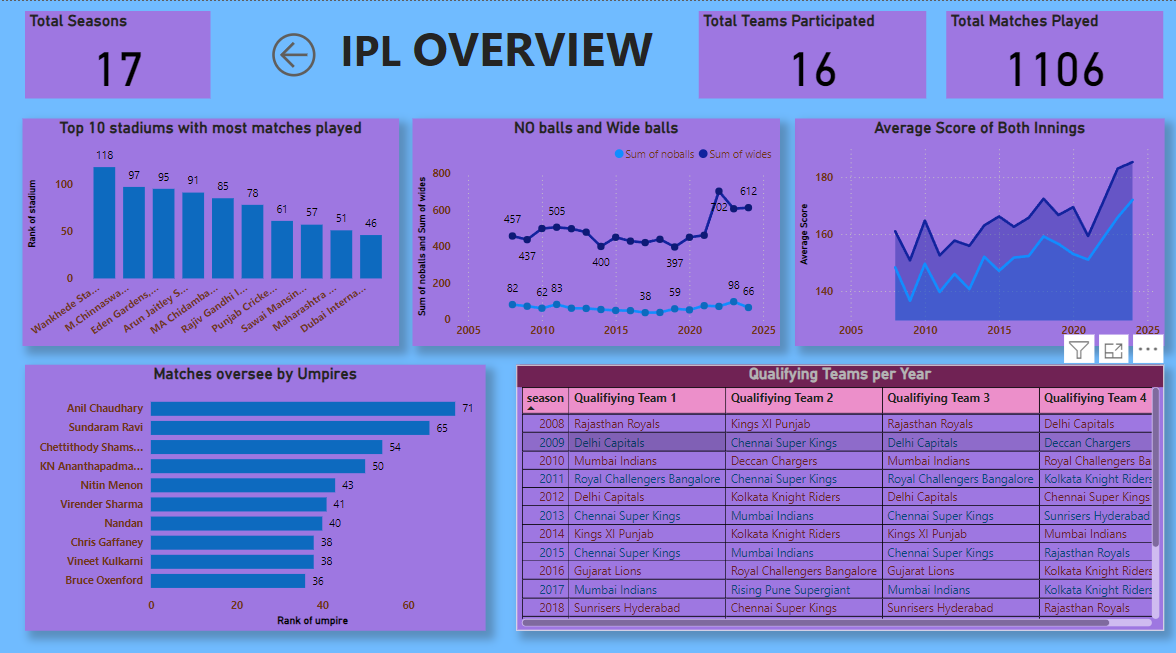 Total Seasons
17
IPL OVERVIEW
Total Teams Participated
16
Total Matches Played
1106
Top 10 stadiums with most matches played
Rank of stadium
100
50
0
118
97
95
91
85
78
61
57
51
46
Wankhede Sta...
M.Chinnaswa...
Eden Gardens,...
Arun Jaitley S...
MA Chidamba...
Rajiv Gandhi I...
Punjab Cricke...
Sawai Mansin...
Maharashtra ...
Dubai Interna...
NO balls and Wide balls
Sum of noballs Sum of wides
Sum of noballs and Sum of wides
800
600
400
200
0
457
437
505
400
397
702
612
82
62
83
38
59
98
66
2005 2010 2015 2020 2025
Average Score of Both Innings
Average Score
180
160
140
2005 2010 2015 2020 2025
Matches oversee by Umpires
Anil Chaudhary 71
Sundaram Ravi 65
Chettithody Shams... 54
KN Ananthapadma... 50
Nitin Menon 43
Virender Sharma 41
Nandan 40
Chris Gaffaney 38
Vineet Kulkarni 38
Bruce Oxenford 36
0 20 40 60
Rank of umpire
Qualifying Teams per Year
season Qualifiying Team 1 Qualifiying Team 2 Qualifiying Team 3 Qualifiying Team 4
2008 Rajasthan Royals Kings XI Punjab Rajasthan Royals Delhi Capitals
2009 Delhi Capitals Chennai Super Kings Delhi Capitals Deccan Chargers
2010 Mumbai Indians Deccan Chargers Mumbai Indians Royal Challengers Ba
2011 Royal Challengers Bangalore Chennai Super Kings Royal Challengers Bangalore Kolkata Knight Riders
2012 Delhi Capitals Kolkata Knight Riders Delhi Capitals Chennai Super Kings
2013 Chennai Super Kings Mumbai Indians Chennai Super Kings Sunrisers Hyderabad
2014 Kings XI Punjab Kolkata Knight Riders Kings XI Punjab Mumbai Indians
2015 Chennai Super Kings Mumbai Indians Chennai Super Kings Rajasthan Royals
2016 Gujarat Lions Royal Challengers Bangalore Gujarat Lions Kolkata Knight Riders
2017 Mumbai Indians Rising Pune Supergiant Mumbai Indians Kolkata Knight Riders
2018 Sunrisers Hyderabad Chennai Super Kings Sunrisers Hyderabad Rajasthan Royals